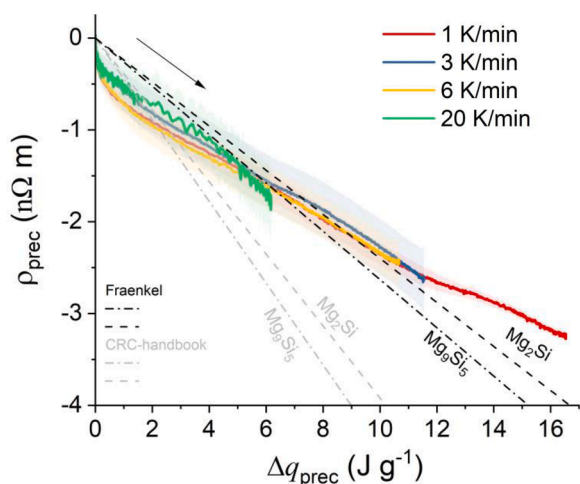 0
-1
-2
-3
-4
ρprec (nΩ m)
1 K/min
3 K/min
6 K/min
20 K/min
Fraenkel
CRC-handbook
Mg₂Si
Mg₉Si₅
Mg₂Si
Mg₉Si₅
0 2 4 6 8 10 12 14 16
Δqprec (J g⁻¹)